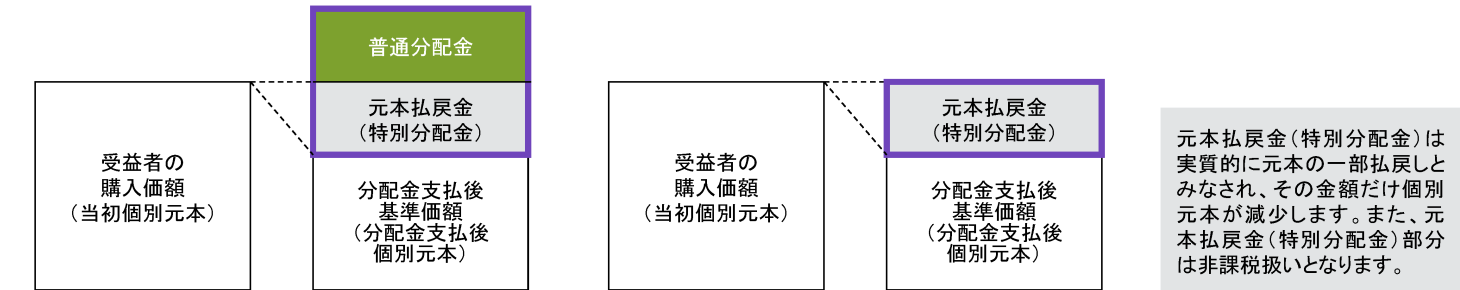 受益者の
購入価額
（当初個別元本）
普通分配金
元本払戻金
（特別分配金）
分配金支払後
基準価額
（分配金支払後
個別元本）
受益者の
購入価額
（当初個別元本）
元本払戻金
（特別分配金）
分配金支払後
基準価額
（分配金支払後
個別元本）
元本払戻金（特別分配金）は
実質的に元本の一部払戻しと
みなされ、その金額だけ個別
元本が減少します。また、元
本払戻金（特別分配金）部分
は非課税扱いとなります。